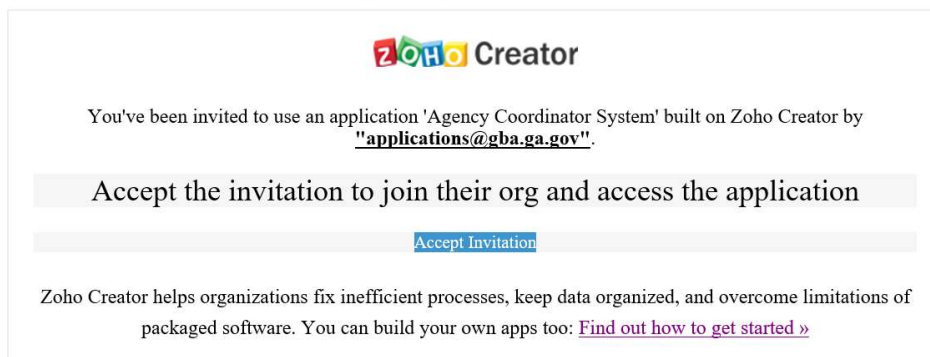 ZOHO Creator
You've been invited to use an application 'Agency Coordinator System' built on Zoho Creator by
"applications@gba.ga.gov".
Accept the invitation to join their org and access the application
Accept Invitation
Zoho Creator helps organizations fix inefficient processes, keep data organized, and overcome limitations of
packaged software. You can build your own apps too: Find out how to get started »